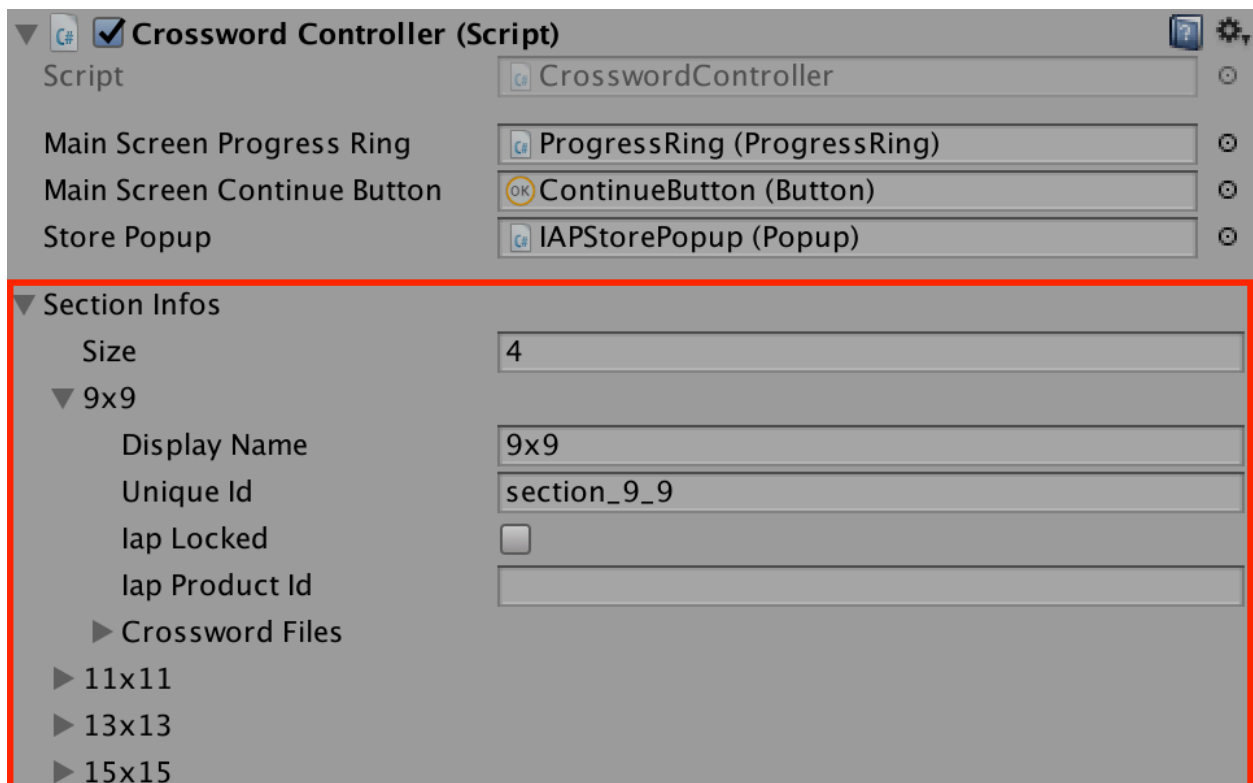 Crossword Controller (Script)
Script CrosswordController
Main Screen Progress Ring ProgressRing (ProgressRing)
Main Screen Continue Button OK ContinueButton (Button)
Store Popup IAPStorePopup (Popup)
Section Infos
Size 4
9x9
Display Name 9x9
Unique Id section_9_9
Iap Locked
Iap Product Id
Crossword Files
11x11
13x13
15x15